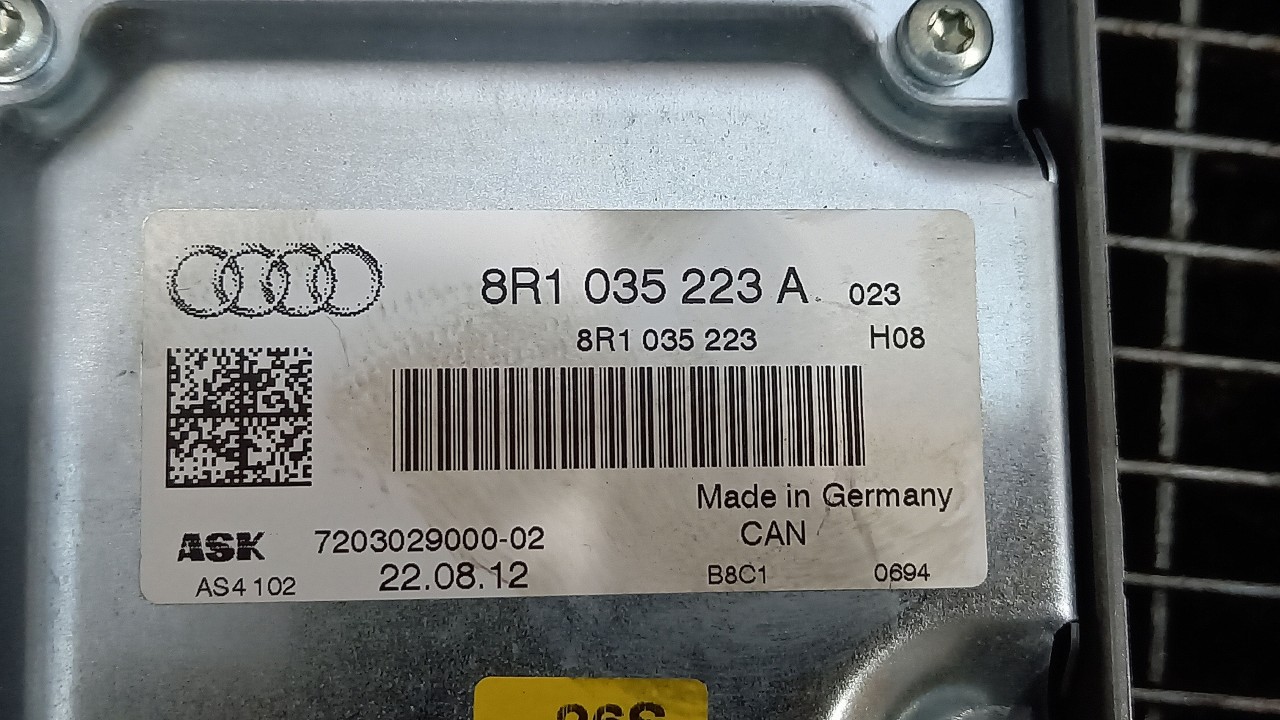 8R1 035 223 A 023
8R1 035 223 H08
Made in Germany
ASK 7203029000-02 CAN
AS4 102 22.08.12 B8C1 0694